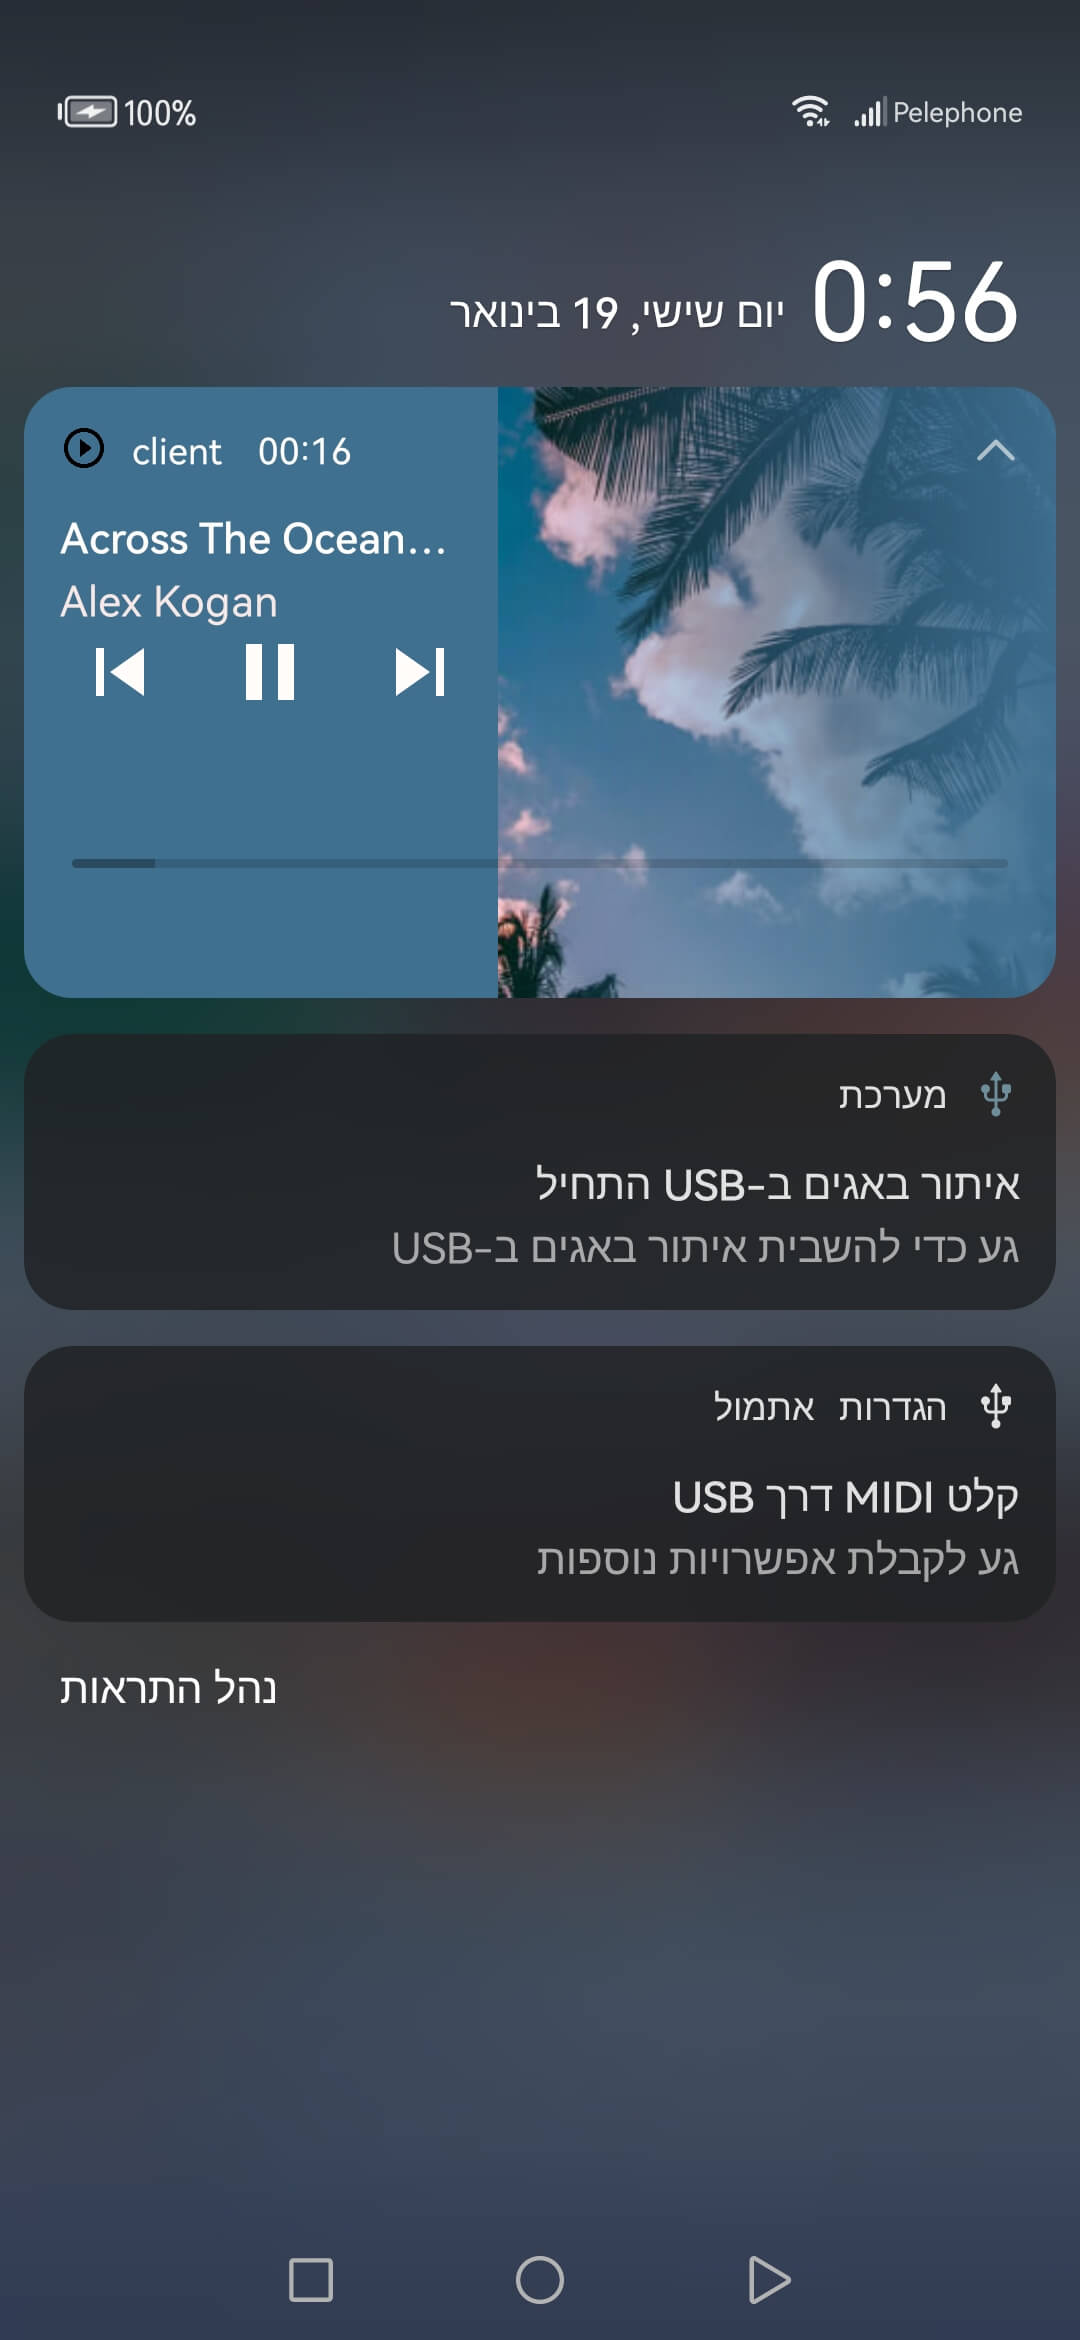 100%
Pelephone
0:56
יום שישי, 19 בינואר
client 00:16
Across The Ocean…
Alex Kogan
מערכת
איתור באגים ב-USB התחיל
גע כדי להשבית איתור באגים ב-USB
הגדרות אתמול
קלט MIDI דרך USB
גע לקבלת אפשרויות נוספות
נהל התראות